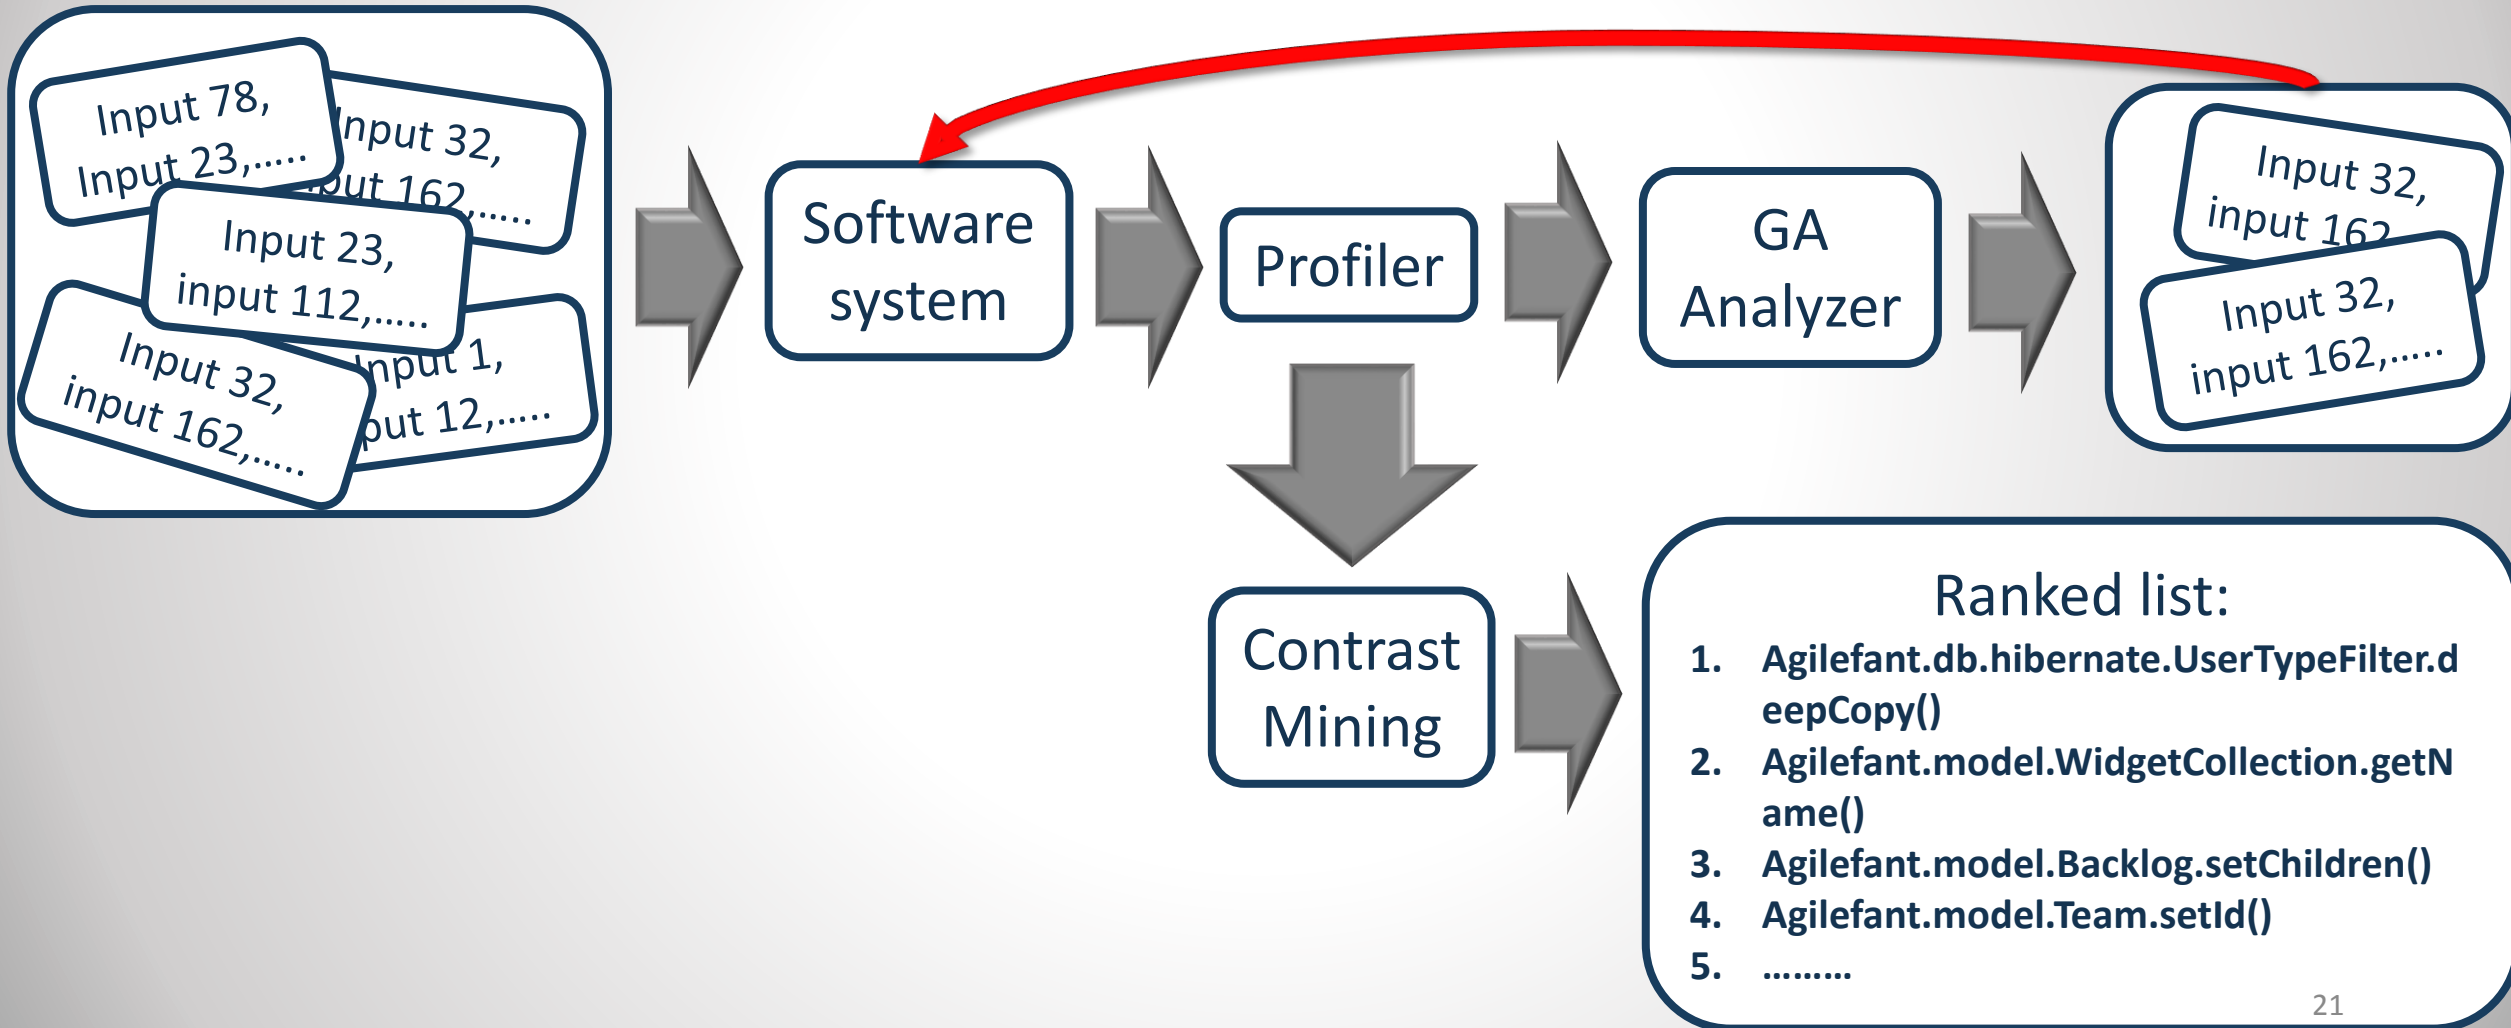 Input 78,
Input 23,.....
nput 32,
put 162,.....
Input 23,
input 112,.....
Input 32,
input 162,.....
nput 1,
put 12,.....
Software
system
Profiler
GA
Analyzer
Input 32,
input 162
Input 32,
input 162,.....
Contrast
Mining
Ranked list:
1. Agilefant.db.hibernate.UserTypeFilter.d
eepCopy()
2. Agilefant.model.WidgetCollection.getN
ame()
3. Agilefant.model.Backlog.setChildren()
4. Agilefant.model.Team.setId()
5. ………
21